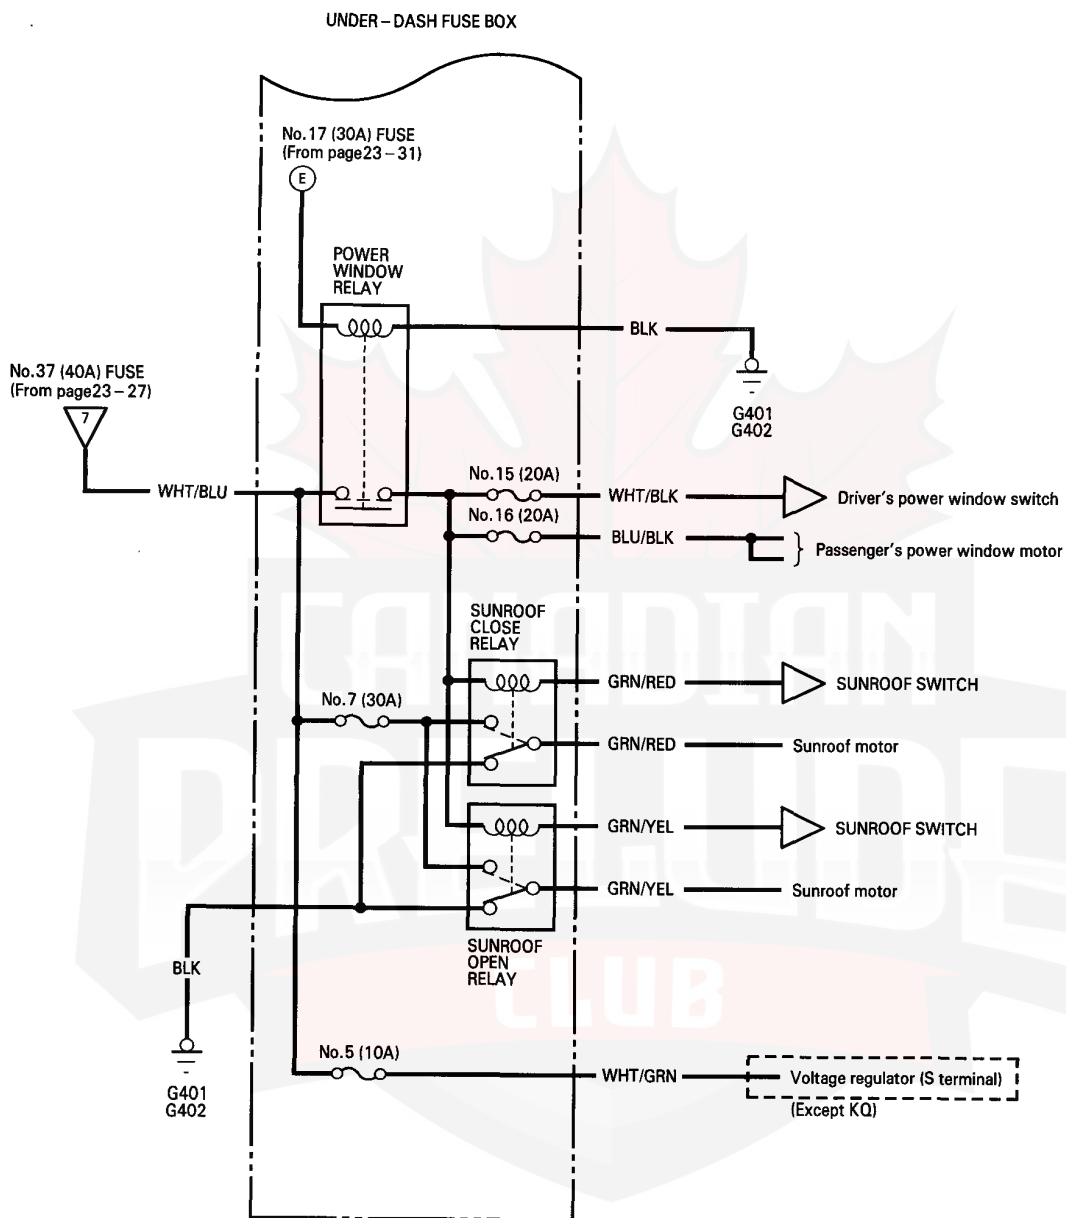 UNDER – DASH FUSE BOX
No.17 (30A) FUSE
(From page23 – 31)
E
POWER
WINDOW
RELAY
BLK
G401
G402
No.37 (40A) FUSE
(From page23 – 27)
7
WHT/BLU
No.15 (20A)
WHT/BLK
Driver's power window switch
No.16 (20A)
BLU/BLK
Passenger's power window motor
SUNROOF
CLOSE
RELAY
GRN/RED
SUNROOF SWITCH
No.7 (30A)
GRN/RED
Sunroof motor
GRN/YEL
SUNROOF SWITCH
GRN/YEL
Sunroof motor
SUNROOF
OPEN
RELAY
BLK
G401
G402
No.5 (10A)
WHT/GRN
Voltage regulator (S terminal)
(Except KQ)
CANADIAN
PRELUDE
CLUB